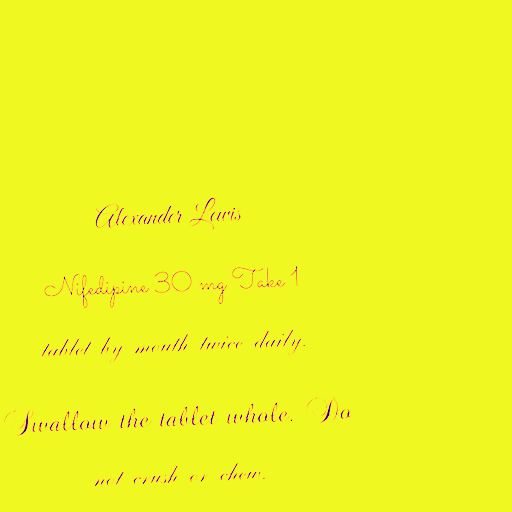 Alexander Lewis
Nifedipine 30 mg Take 1
tablet by mouth twice daily.
Swallow the tablet whole. Do
not crush or chew.